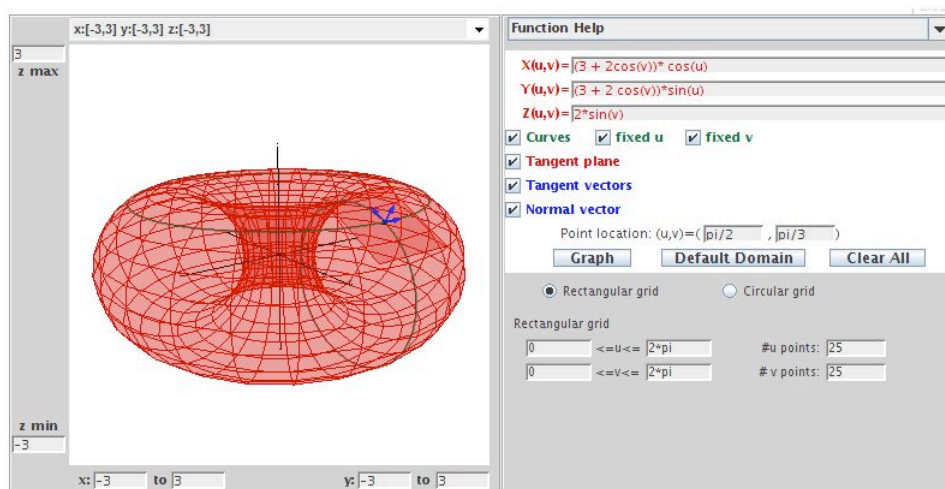 x:[-3,3] y:[-3,3] z:[-3,3]
3
z max
z min
-3
x: -3 to 3 y: -3 to 3
Function Help
X(u,v)= (3 + 2cos(v))* cos(u)
Y(u,v)= (3 + 2 cos(v))*sin(u)
Z(u,v)= 2*sin(v)
Curves fixed u fixed v
Tangent plane
Tangent vectors
Normal vector
Point location: (u,v)=( pi/2 , pi/3 )
Graph Default Domain Clear All
Rectangular grid Circular grid
Rectangular grid
0 <=u<= 2*pi #u points: 25
0 <=v<= 2*pi # v points: 25